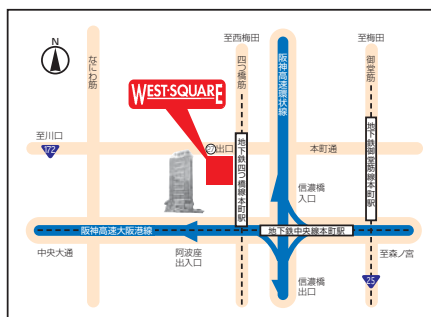 至西梅田
至梅田
N
なにわ筋
四つ橋筋
阪神高速環状線
御堂筋
WEST-SQUARE
至川口
172
㉗出口
本町通
地下鉄四つ橋線本町駅
地下鉄御堂筋線本町駅
信濃橋
入口
阪神高速大阪港線
地下鉄中央線本町駅
中央大通
阿波座
出入口
信濃橋
出口
至森ノ宮
25